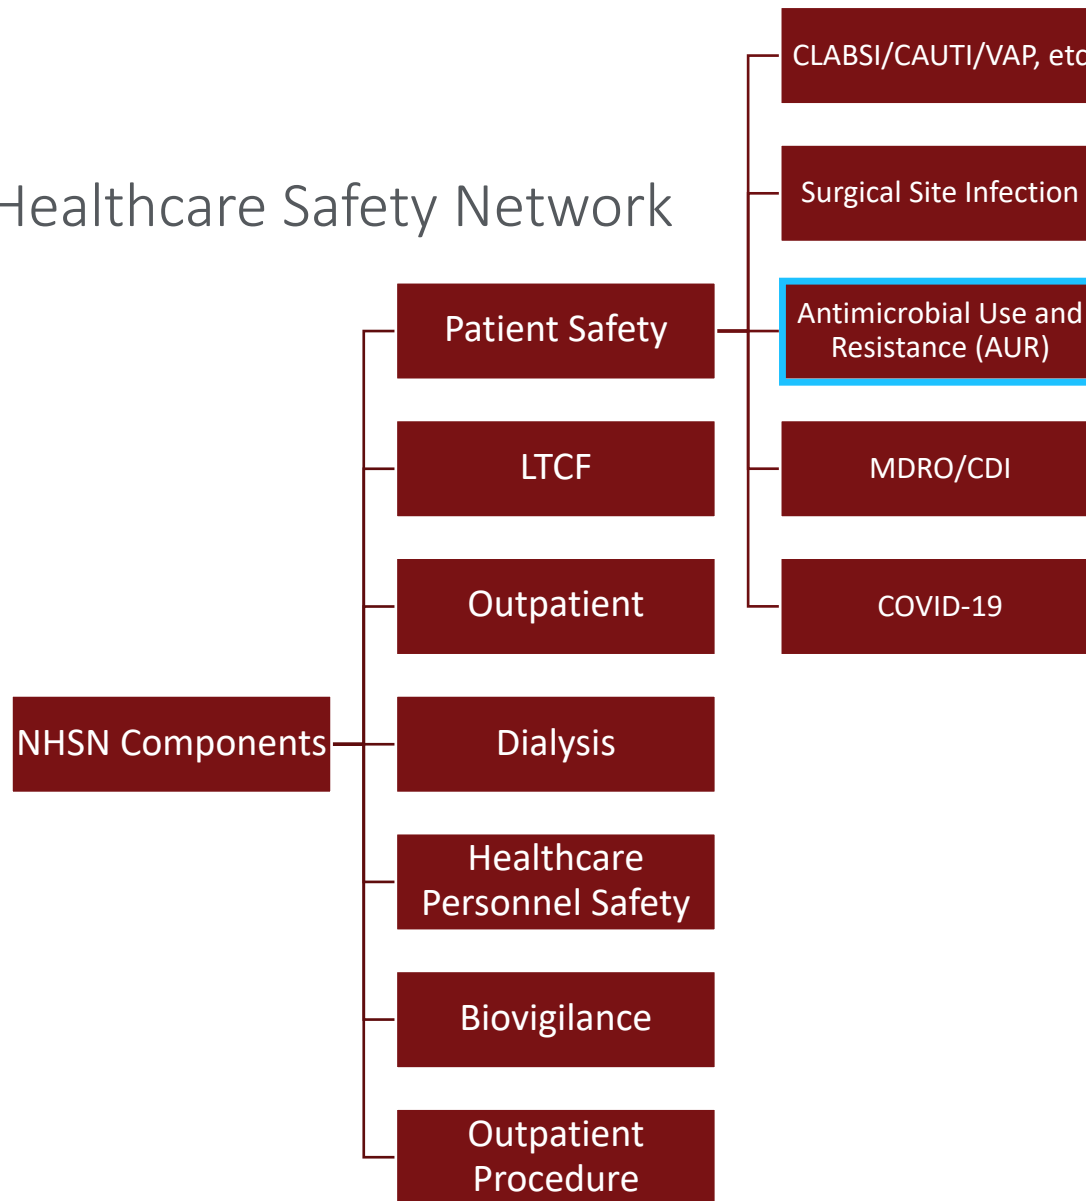 Healthcare Safety Network
CLABSI/CAUTI/VAP, etc
Surgical Site Infection
Patient Safety
Antimicrobial Use and
Resistance (AUR)
LTCF
MDRO/CDI
Outpatient
COVID-19
NHSN Components
Dialysis
Healthcare
Personnel Safety
Biovigilance
Outpatient
Procedure